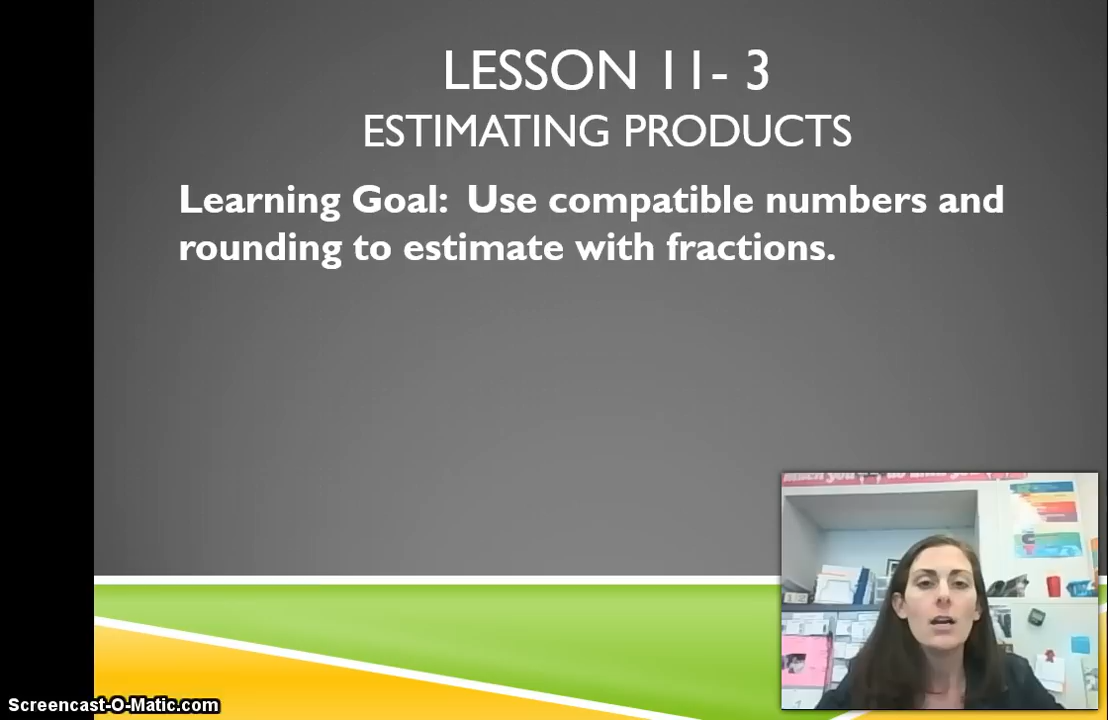 LESSON 11- 3
ESTIMATING PRODUCTS
Learning Goal:  Use compatible numbers and
rounding to estimate with fractions.
Screencast-O-Matic.com